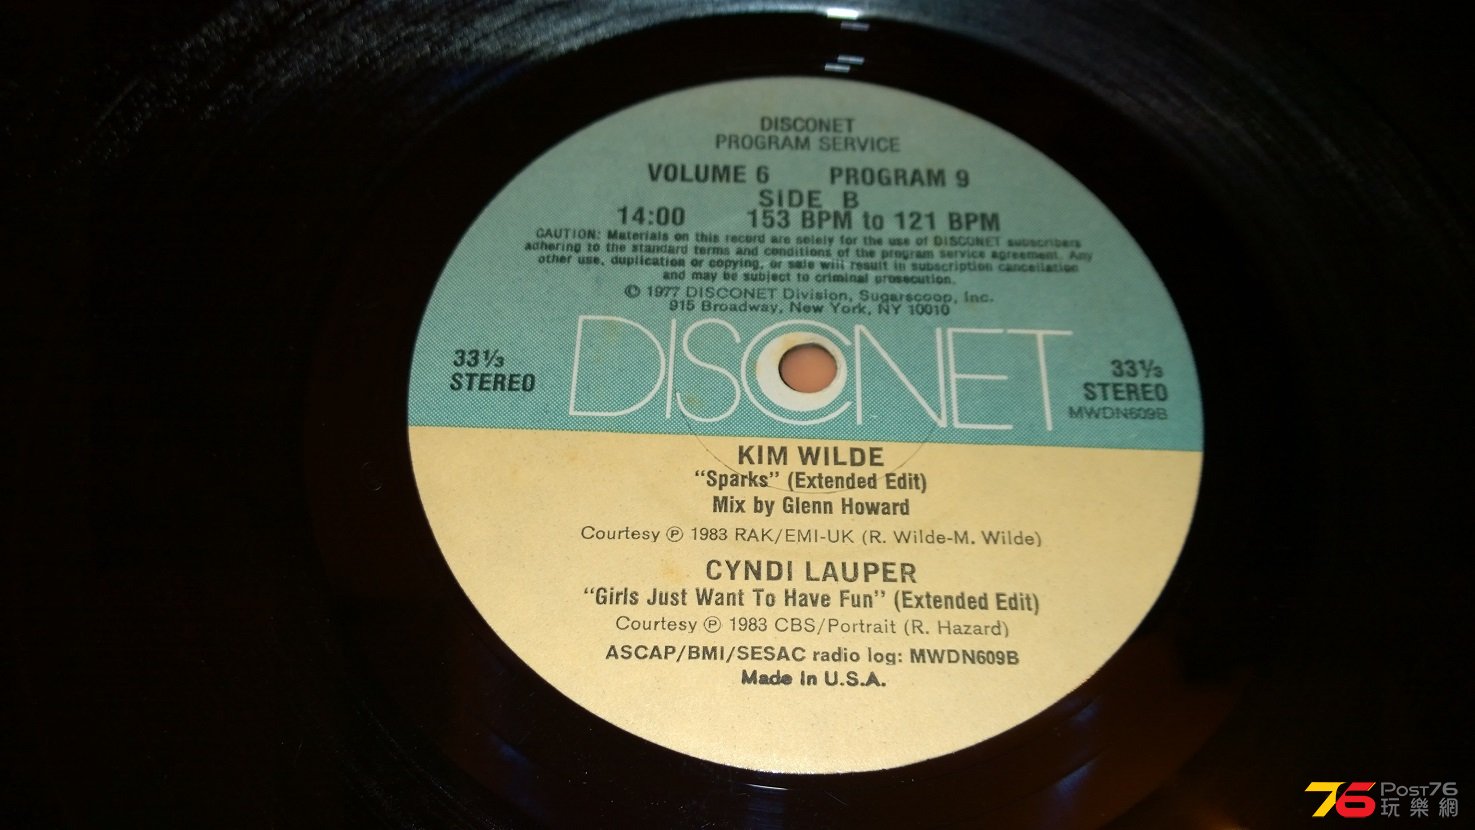 DISCONET
PROGRAM SERVICE
VOLUME 6 PROGRAM 9
SIDE B
14:00 153 BPM to 121 BPM
CAUTION: Materials on this record are solely for the use of DISCONET subscribers
adhering to the standard terms and conditions of the program service agreement. Any
other use, duplication or copying, or sale will result in subscription cancellation
and may be subject to criminal prosecution.
© 1977 DISCONET Division, Sugarscoop, Inc.
915 Broadway, New York, NY 10010
DISCONET
33⅓
STEREO
33⅓
STEREO
MWDN609B
KIM WILDE
“Sparks” (Extended Edit)
Mix by Glenn Howard
Courtesy ℗ 1983 RAK/EMI-UK (R. Wilde-M. Wilde)
CYNDI LAUPER
“Girls Just Want To Have Fun” (Extended Edit)
Courtesy ℗ 1983 CBS/Portrait (R. Hazard)
ASCAP/BMI/SESAC radio log: MWDN609B
Made in U.S.A.
76 Post76
玩樂網